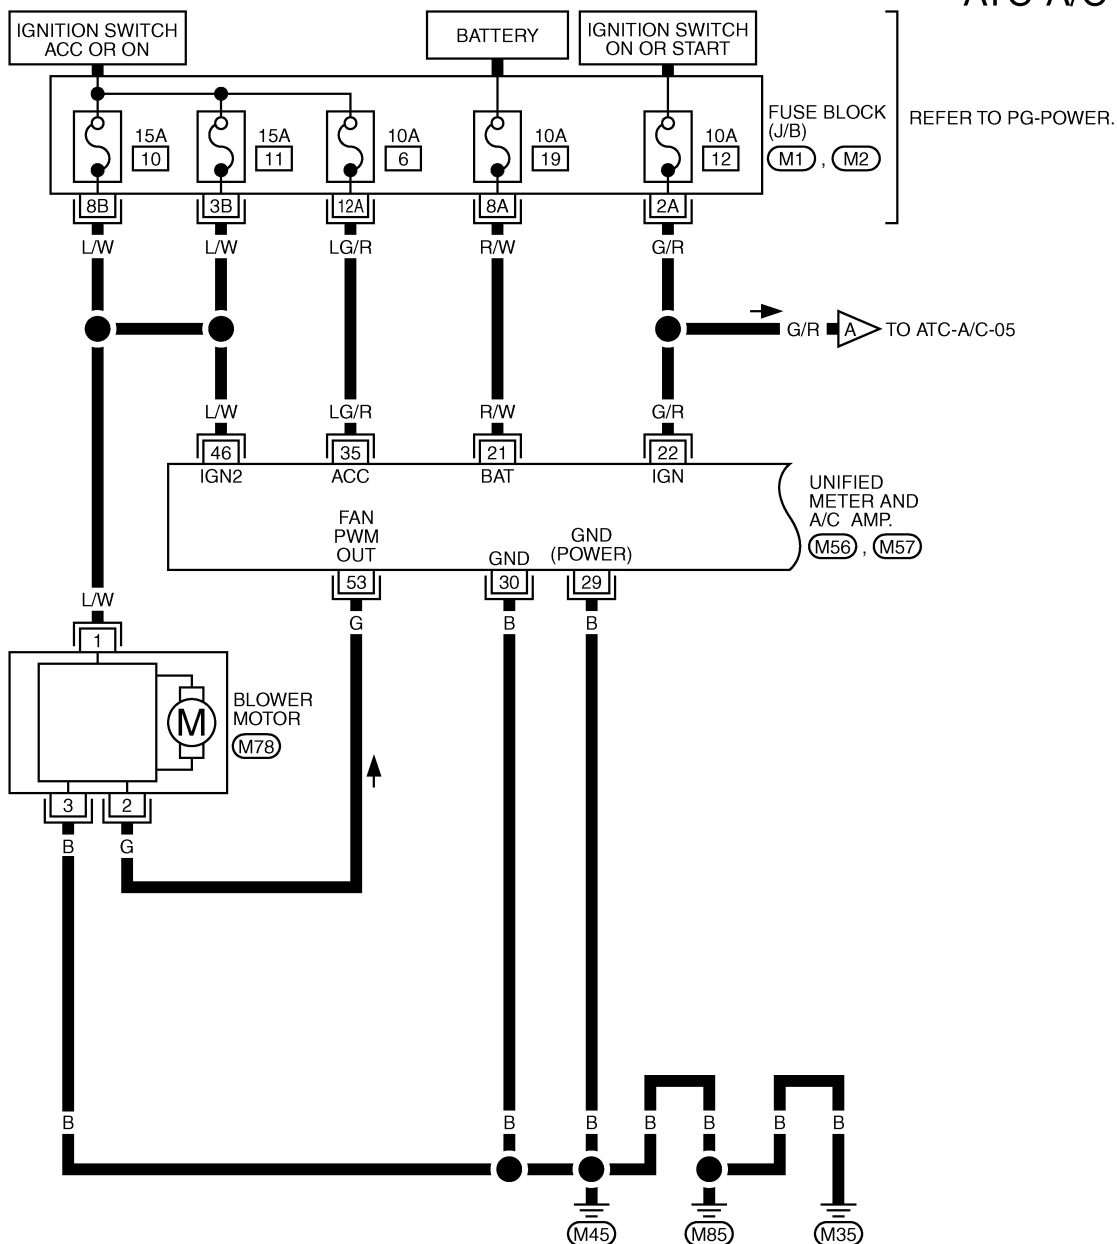 ATC-A/C
IGNITION SWITCH
ACC OR ON
BATTERY
IGNITION SWITCH
ON OR START
15A
10
15A
11
10A
6
10A
19
10A
12
FUSE BLOCK
(J/B)
M1 , M2
REFER TO PG-POWER.
8B
3B
12A
8A
2A
L/W
L/W
LG/R
R/W
G/R
G/R
A
TO ATC-A/C-05
L/W
LG/R
R/W
G/R
46
35
21
22
IGN2
ACC
BAT
IGN
UNIFIED
METER AND
A/C AMP.
M56 , M57
FAN
PWM
OUT
GND
GND
(POWER)
53
30
29
L/W
G
B
B
1
M
BLOWER
MOTOR
M78
3
2
B
G
B
B
B
B
B
B
B
M45
M85
M35